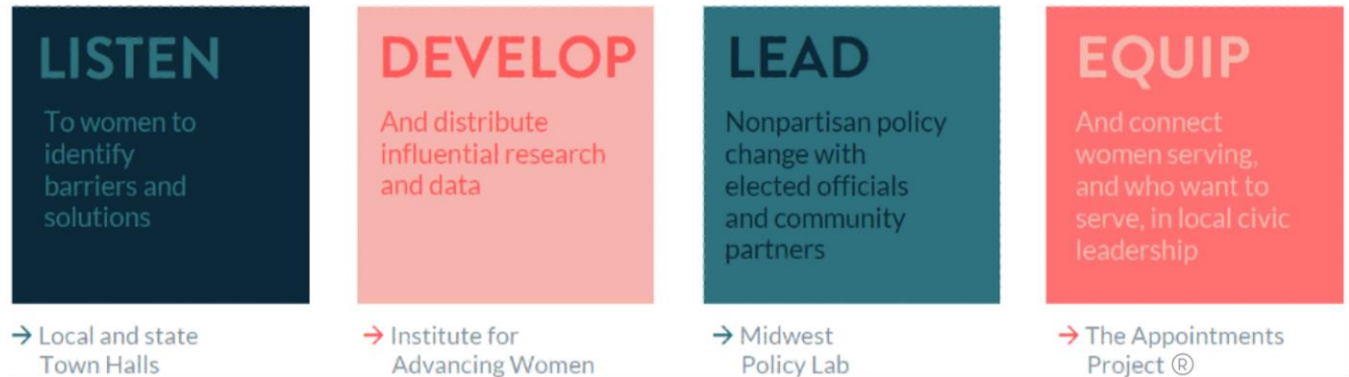 LISTEN
To women to
identify
barriers and
solutions
→ Local and state
Town Halls
DEVELOP
And distribute
influential research
and data
→ Institute for
Advancing Women
LEAD
Nonpartisan policy
change with
elected officials
and community
partners
→ Midwest
Policy Lab
EQUIP
And connect
women serving,
and who want to
serve, in local civic
leadership
→ The Appointments
Project ®